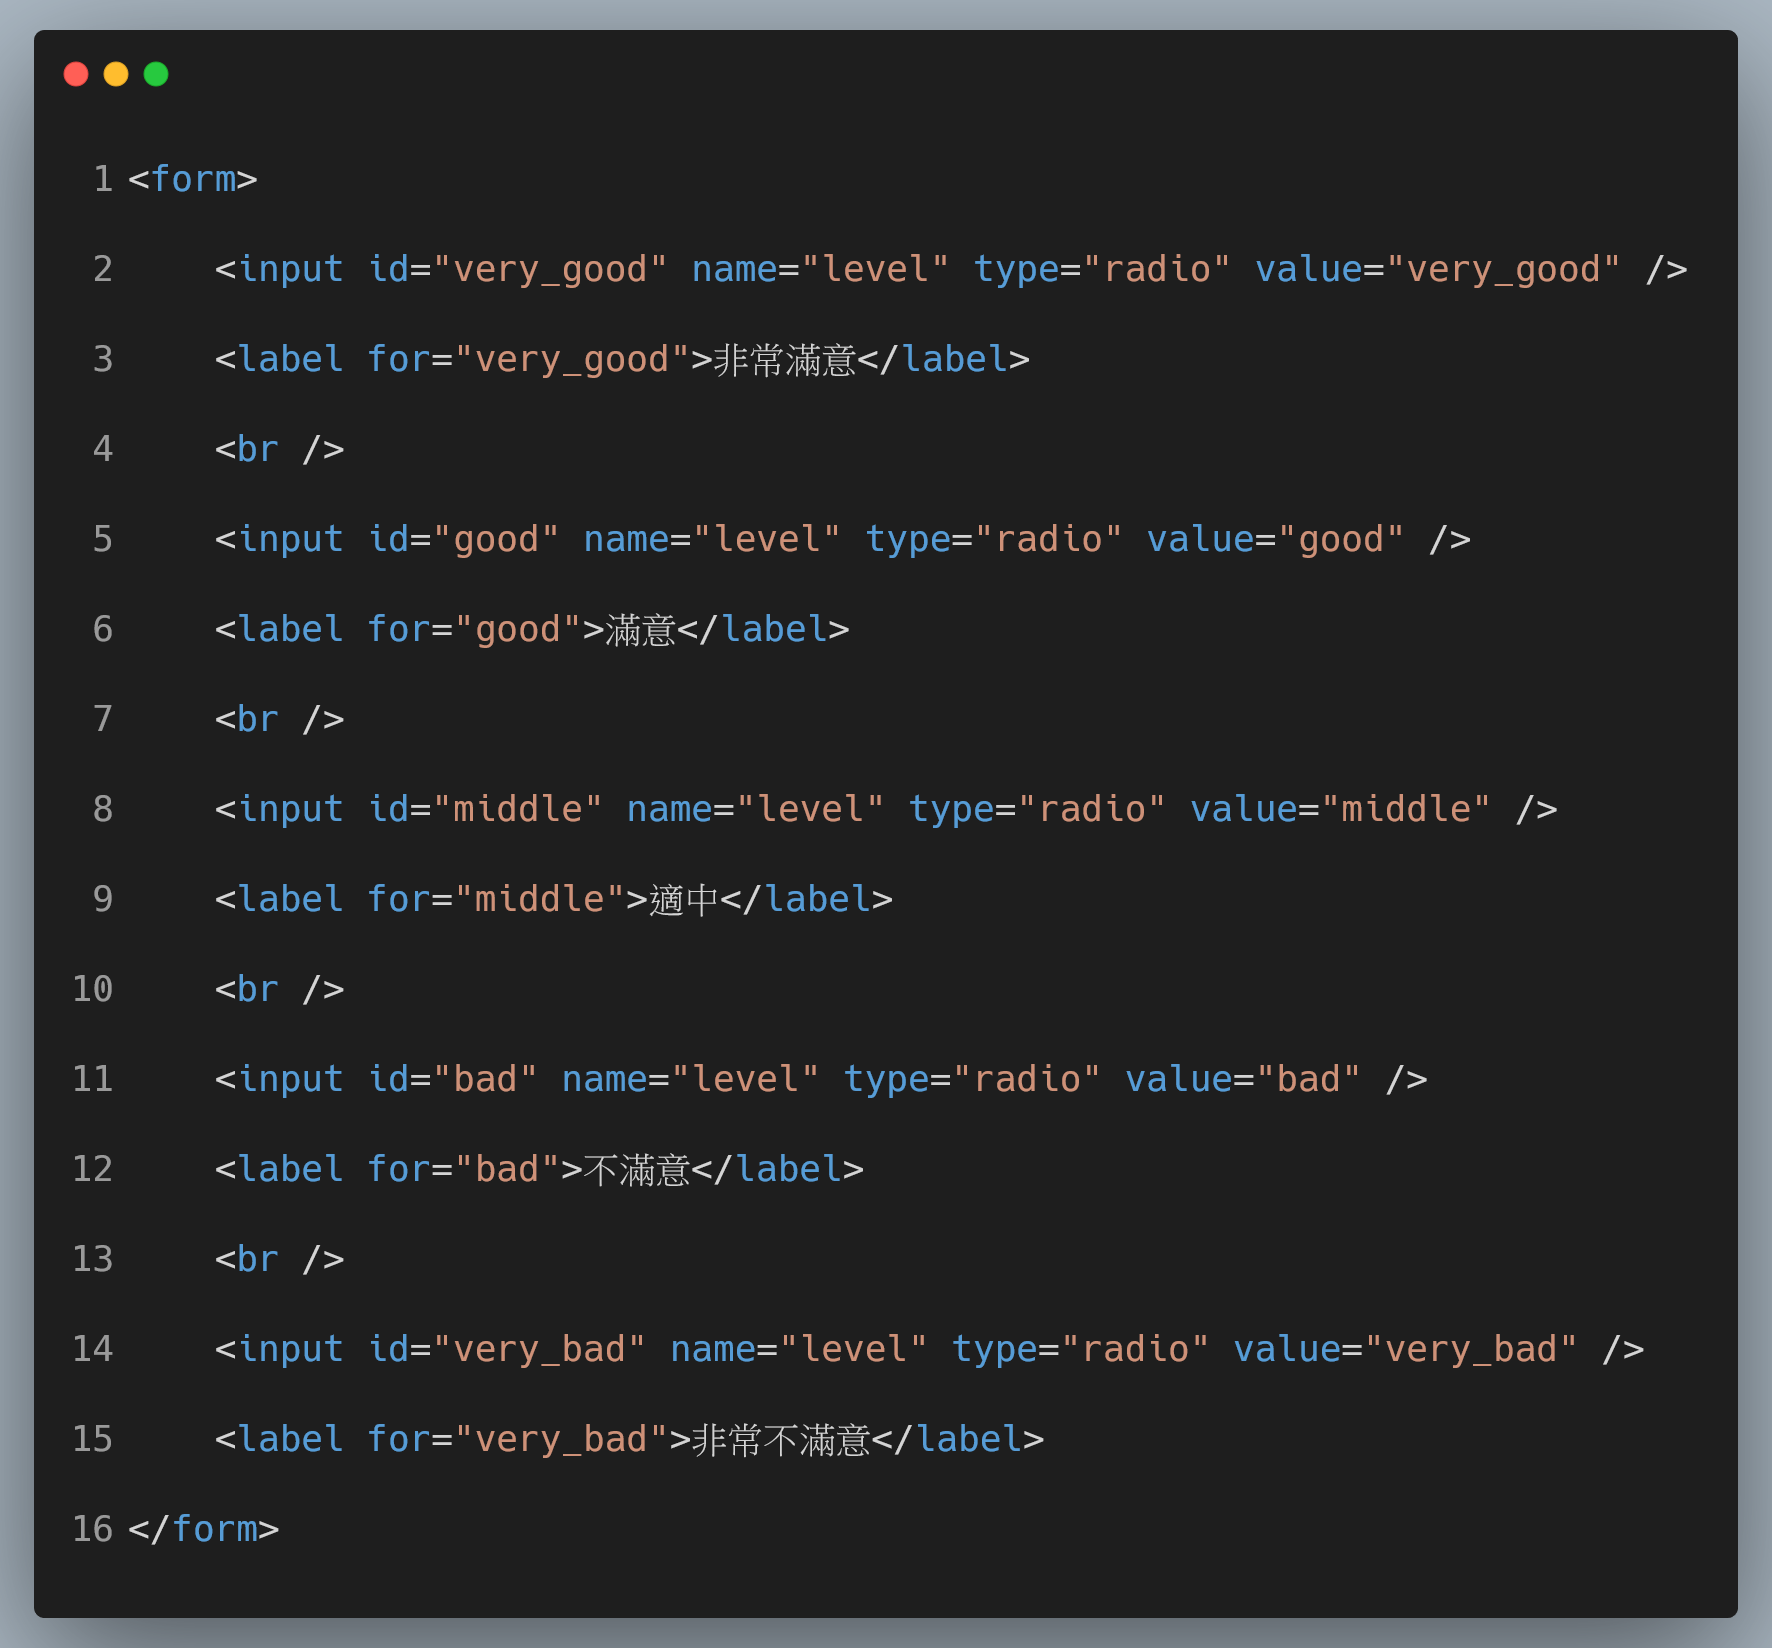 1 <form>
2     <input id="very_good" name="level" type="radio" value="very_good" />
3     <label for="very_good">非常滿意</label>
4     <br />
5     <input id="good" name="level" type="radio" value="good" />
6     <label for="good">滿意</label>
7     <br />
8     <input id="middle" name="level" type="radio" value="middle" />
9     <label for="middle">適中</label>
10     <br />
11     <input id="bad" name="level" type="radio" value="bad" />
12     <label for="bad">不滿意</label>
13     <br />
14     <input id="very_bad" name="level" type="radio" value="very_bad" />
15     <label for="very_bad">非常不滿意</label>
16 </form>